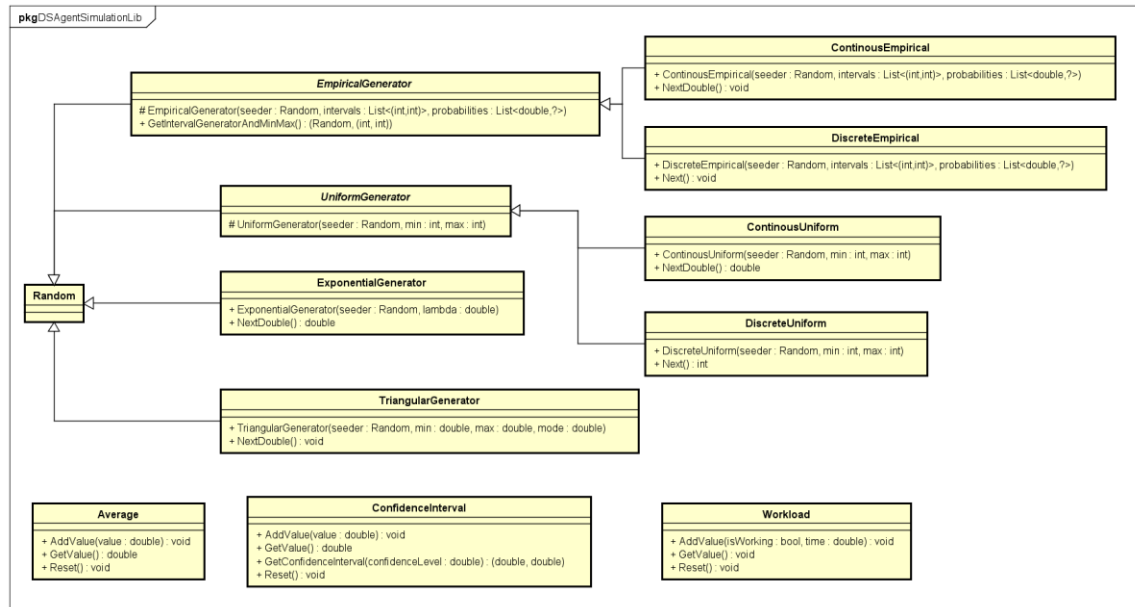 pkgDSAgentSimulationLib
EmpiricalGenerator
# EmpiricalGenerator(seeder : Random, intervals : List<(int,int)>, probabilities : List<double,?>)
+ GetIntervalGeneratorAndMinMax() : (Random, (int, int))
ContinousEmpirical
+ ContinousEmpirical(seeder : Random, intervals : List<(int,int)>, probabilities : List<double,?>)
+ NextDouble() : void
DiscreteEmpirical
+ DiscreteEmpirical(seeder : Random, intervals : List<(int,int)>, probabilities : List<double,?>)
+ Next() : void
UniformGenerator
# UniformGenerator(seeder : Random, min : int, max : int)
ContinousUniform
+ ContinousUniform(seeder : Random, min : int, max : int)
+ NextDouble() : double
Random
ExponentialGenerator
+ ExponentialGenerator(seeder : Random, lambda : double)
+ NextDouble() : double
DiscreteUniform
+ DiscreteUniform(seeder : Random, min : int, max : int)
+ Next() : int
TriangularGenerator
+ TriangularGenerator(seeder : Random, min : double, max : double, mode : double)
+ NextDouble() : void
Average
+ AddValue(value : double) : void
+ GetValue() : double
+ Reset() : void
ConfidenceInterval
+ AddValue(value : double) : void
+ GetValue() : double
+ GetConfidenceInterval(confidenceLevel : double) : (double, double)
+ Reset() : void
Workload
+ AddValue(isWorking : bool, time : double) : void
+ GetValue() : void
+ Reset() : void